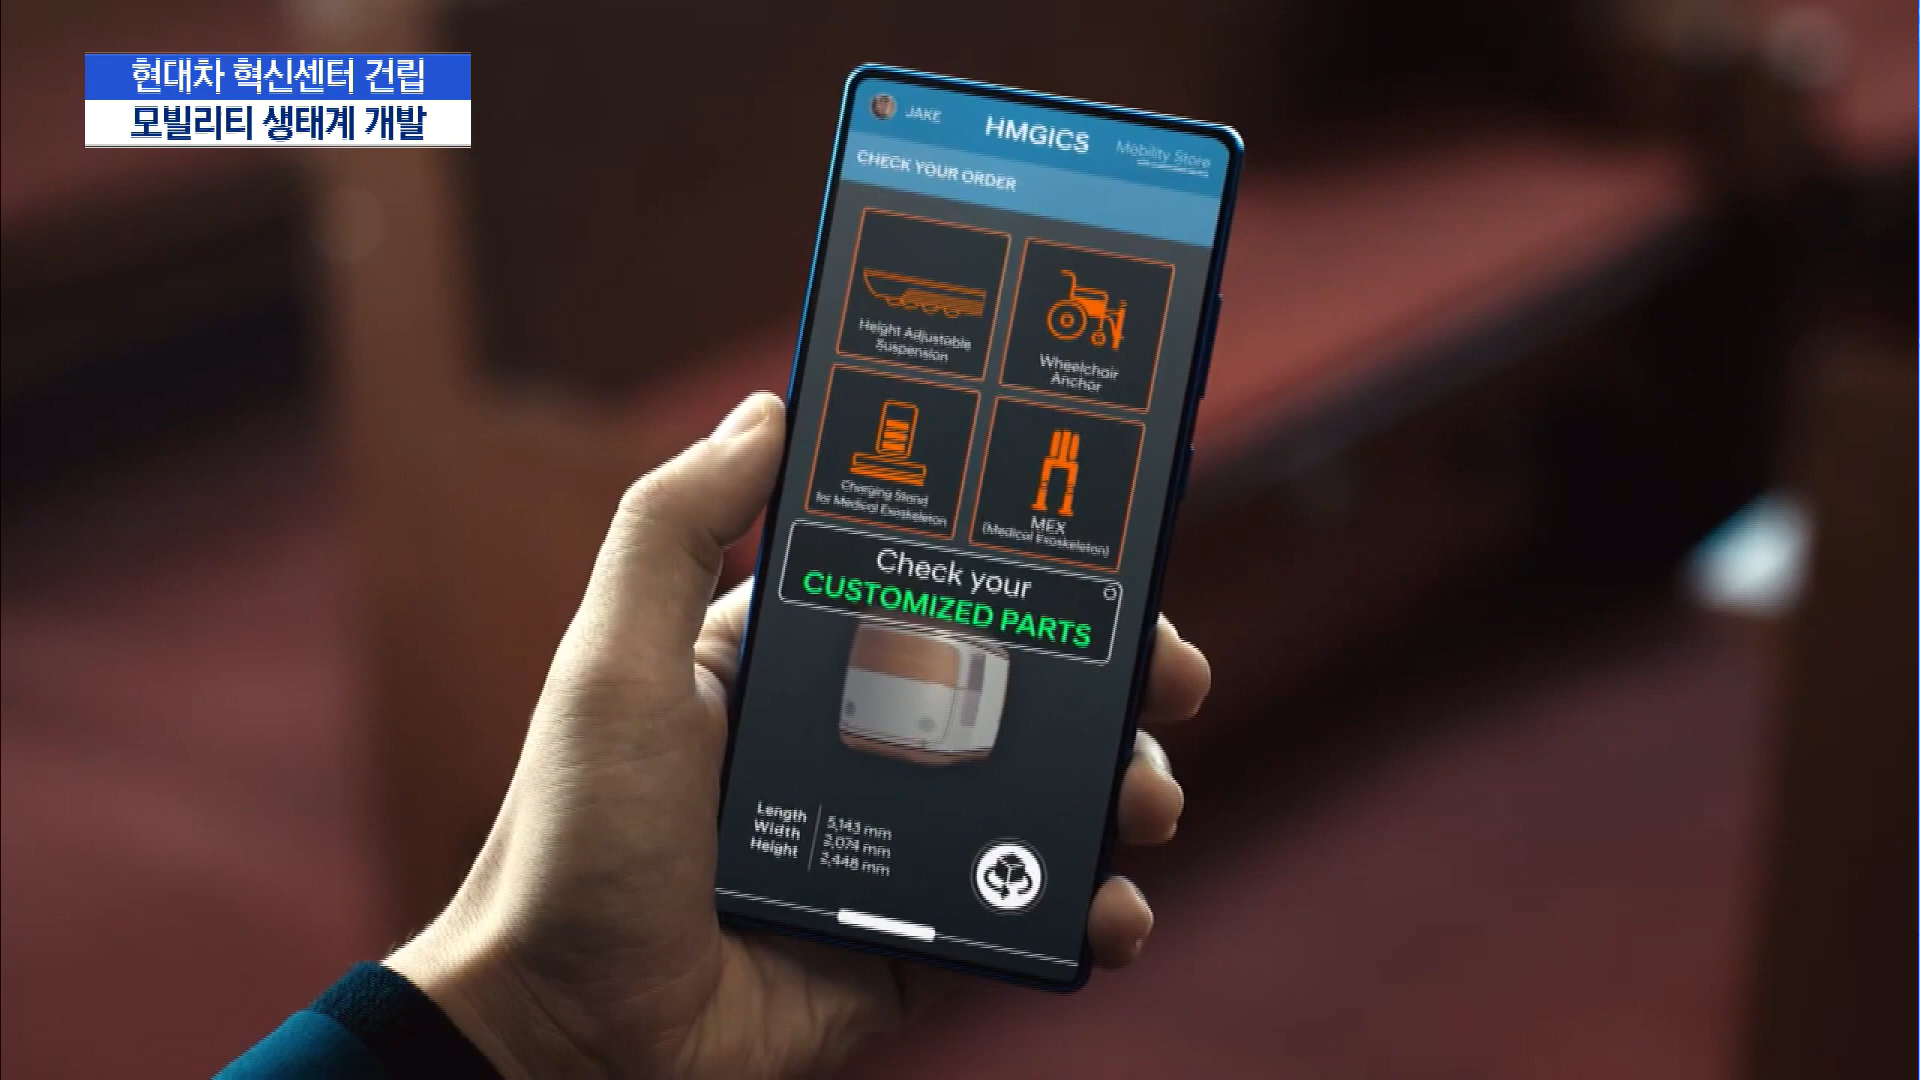 현대차 혁신센터 건립
모빌리티 생태계 개발
JAKE
HMGICS
Mobility Store
CHECK YOUR ORDER
Height Adjustable
Suspension
Wheelchair
Anchor
Charging Stand
for Medical Exoskeleton
MEX
(Medical Exoskeleton)
Check your
CUSTOMIZED PARTS
Length 5,143 mm
Width 2,074 mm
Height 2,448 mm